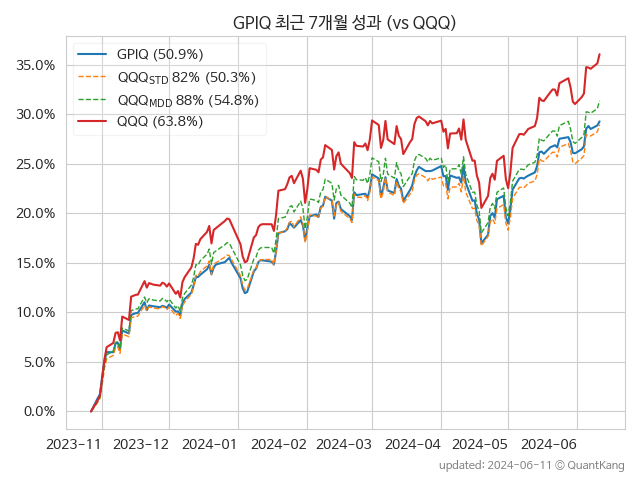 GPIQ 최근 7개월 성과 (vs QQQ)
GPIQ (50.9%)
QQQSTD 82% (50.3%)
QQQMDD 88% (54.8%)
QQQ (63.8%)
35.0%
30.0%
25.0%
20.0%
15.0%
10.0%
5.0%
0.0%
2023-11 2023-12 2024-01 2024-02 2024-03 2024-04 2024-05 2024-06
updated: 2024-06-11 © QuantKang